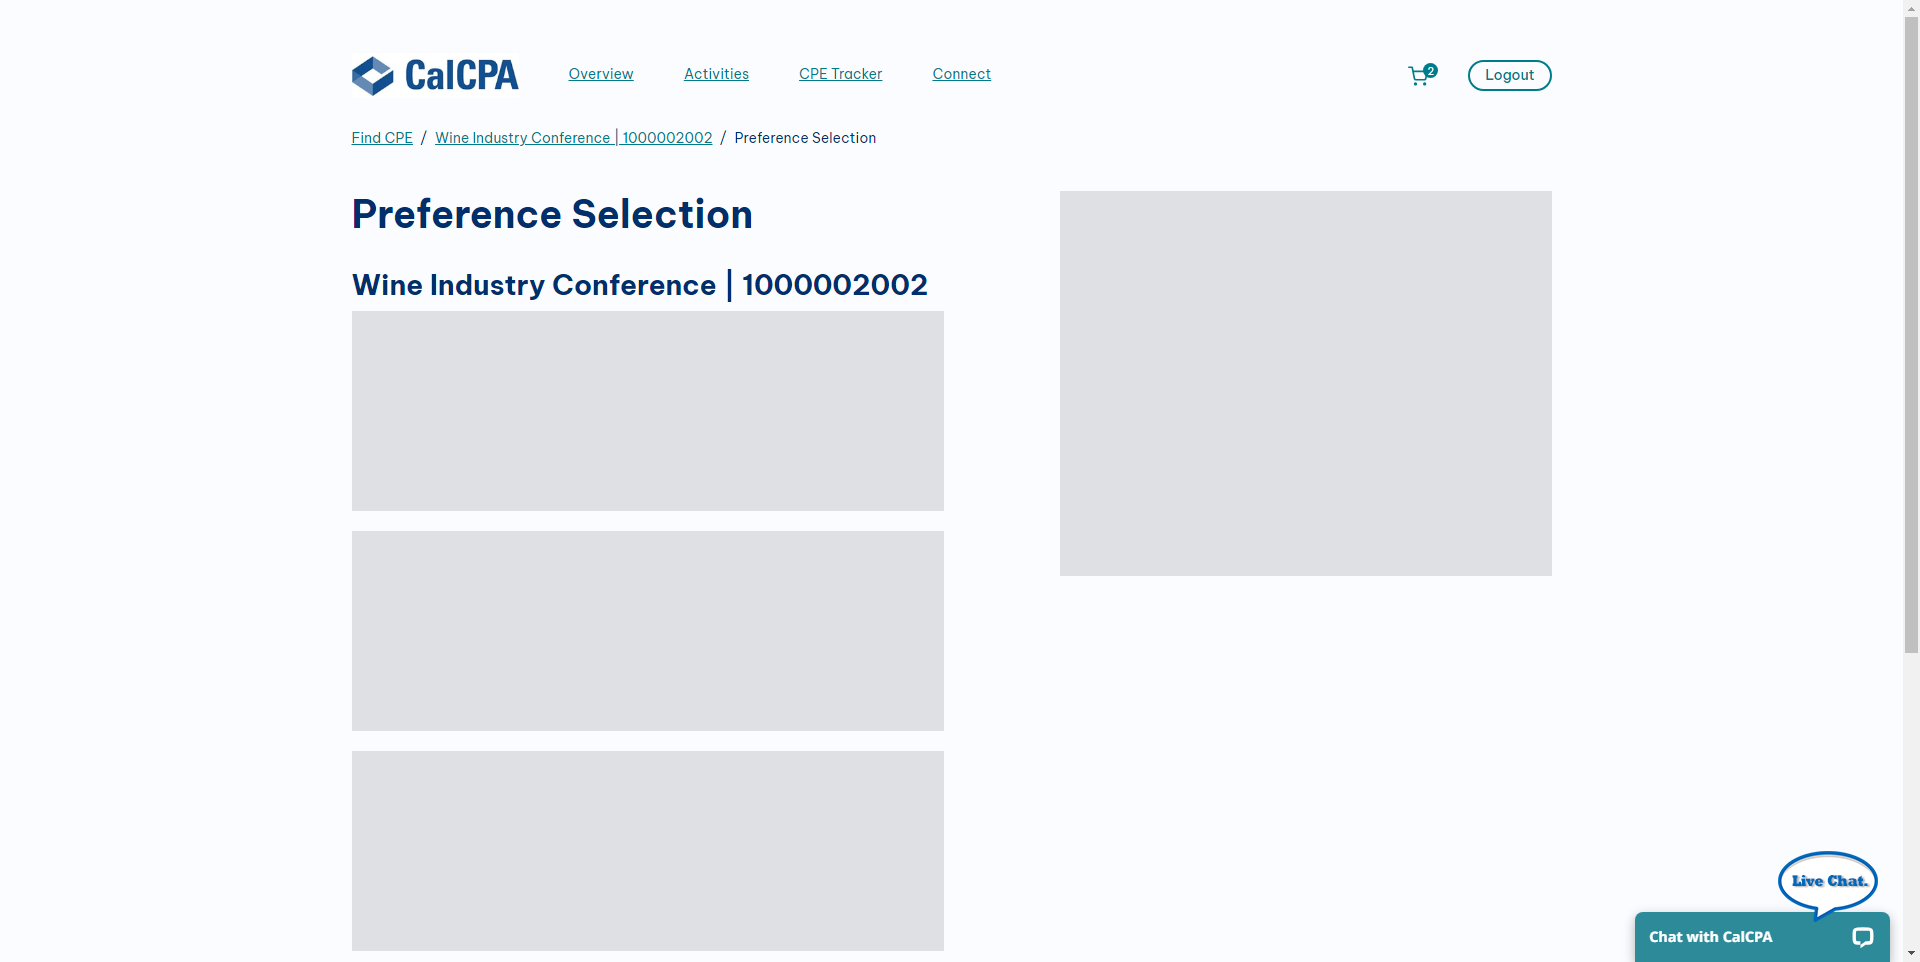 CalCPA
Overview
Activities
CPE Tracker
Connect
2
Logout
Find CPE / Wine Industry Conference | 1000002002 / Preference Selection
Preference Selection
Wine Industry Conference | 1000002002
Live Chat.
Chat with CalCPA